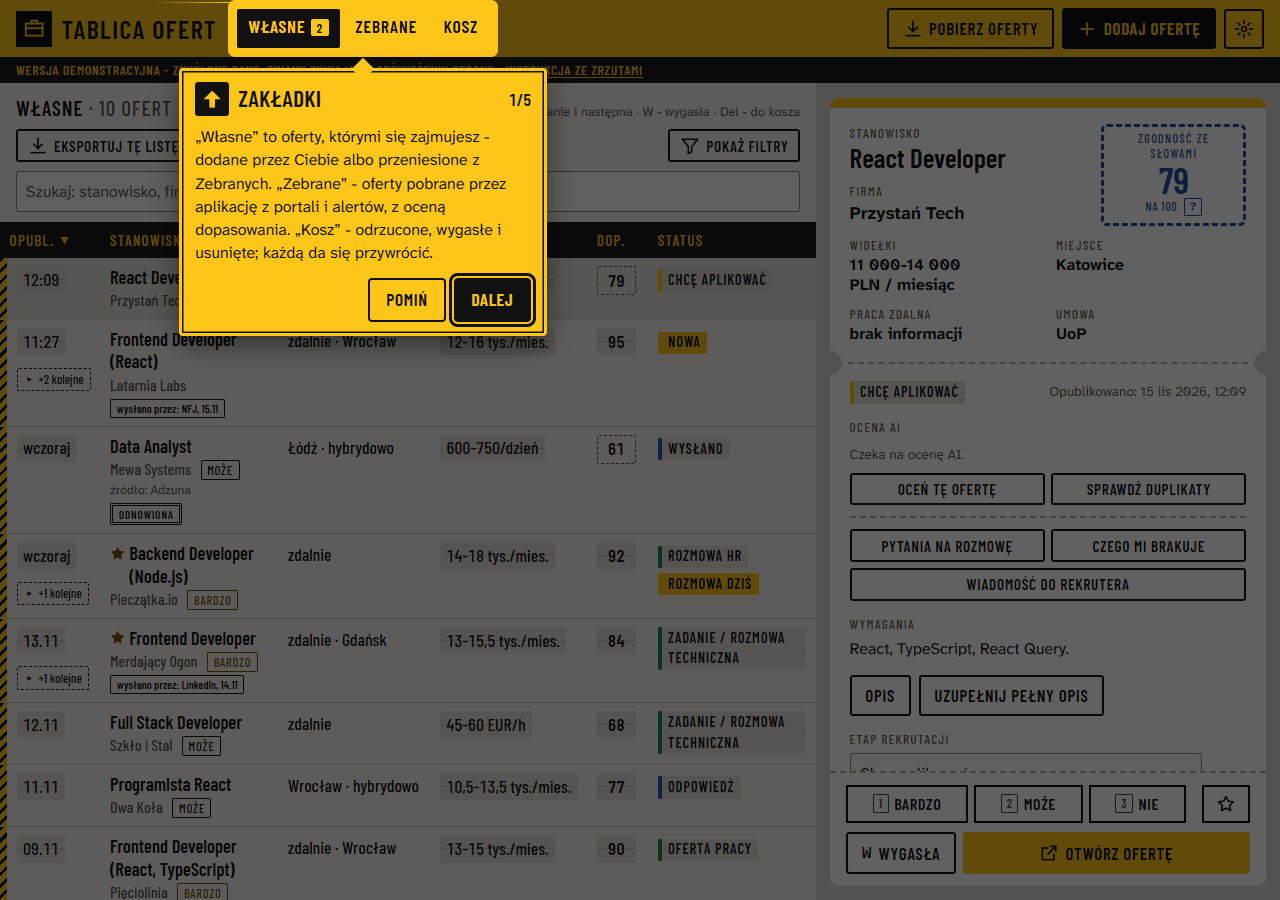 TABLICA OFERT
WŁASNE 2
ZEBRANE
KOSZ
POBIERZ OFERTY
DODAJ OFERTĘ
WERSJA DEMONSTRACYJNA -
ZE ZRZUTAMI
WŁASNE · 10 OFERT
nie i następna · W - wygasła · Del - do kosza
EKSPORTUJ TĘ LISTĘ
POKAŻ FILTRY
Szukaj: stanowisko,
ZAKŁADKI
1/5
„Własne” to oferty, którymi się zajmujesz -
dodane przez Ciebie albo przeniesione z
Zebranych. „Zebrane” - oferty pobrane przez
aplikację z portali i alertów, z oceną
dopasowania. „Kosz” - odrzucone, wygasłe i
usunięte; każdą da się przywrócić.
POMIŃ
DALEJ
OPUBL. ▼
DOP.
STATUS
12:09
React
Przystań
79
CHCĘ APLIKOWAĆ
11:27
Frontend Developer
(React)
zdalnie · Wrocław
12-16 tys./mies.
95
NOWA
▸ +2 kolejne
Latarnia Labs
wysłano przez: NFJ, 15.11
wczoraj
Data Analyst
Łódź · hybrydowo
600-750/dzień
61
WYSŁANO
Mewa Systems MOŻE
źródło: Adzuna
ODNOWIONA
wczoraj
★ Backend Developer
(Node.js)
zdalnie
14-18 tys./mies.
92
ROZMOWA HR
ROZMOWA DZIŚ
▸ +1 kolejne
Pieczątka.io BARDZO
13.11
★ Frontend Developer
zdalnie · Gdańsk
13-15,5 tys./mies.
84
ZADANIE / ROZMOWA
TECHNICZNA
▸ +1 kolejne
Merdający Ogon BARDZO
wysłano przez: LinkedIn, 14.11
12.11
Full Stack Developer
zdalnie
45-60 EUR/h
68
ZADANIE / ROZMOWA
TECHNICZNA
Szkło i Stal MOŻE
11.11
Programista React
Wrocław · hybrydowo
10,5-13,5 tys./mies.
77
ODPOWIEDŹ
Dwa Koła MOŻE
09.11
Frontend Developer
(React, TypeScript)
zdalnie · Wrocław
13-15 tys./mies.
90
OFERTA PRACY
Pięciolinia BARDZO
STANOWISKO
React Developer
ZGODNOŚĆ ZE
SŁOWAMI
79
NA 100 ?
FIRMA
Przystań Tech
WIDEŁKI
11 000-14 000
PLN / miesiąc
MIEJSCE
Katowice
PRACA ZDALNA
brak informacji
UMOWA
UoP
CHCĘ APLIKOWAĆ
Opublikowano: 15 lis 2026, 12:09
OCENA AI
Czeka na ocenę AI.
OCEŃ TĘ OFERTĘ
SPRAWDŹ DUPLIKATY
PYTANIA NA ROZMOWĘ
CZEGO MI BRAKUJE
WIADOMOŚĆ DO REKRUTERA
WYMAGANIA
React, TypeScript, React Query.
OPIS
UZUPEŁNIJ PEŁNY OPIS
ETAP REKRUTACJI
1 BARDZO
2 MOŻE
3 NIE
W WYGASŁA
OTWÓRZ OFERTĘ